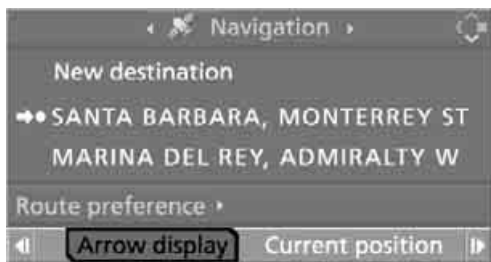 Navigation
New destination
SANTA BARBARA, MONTERREY ST
MARINA DEL REY, ADMIRALTY W
Route preference
Arrow display Current position